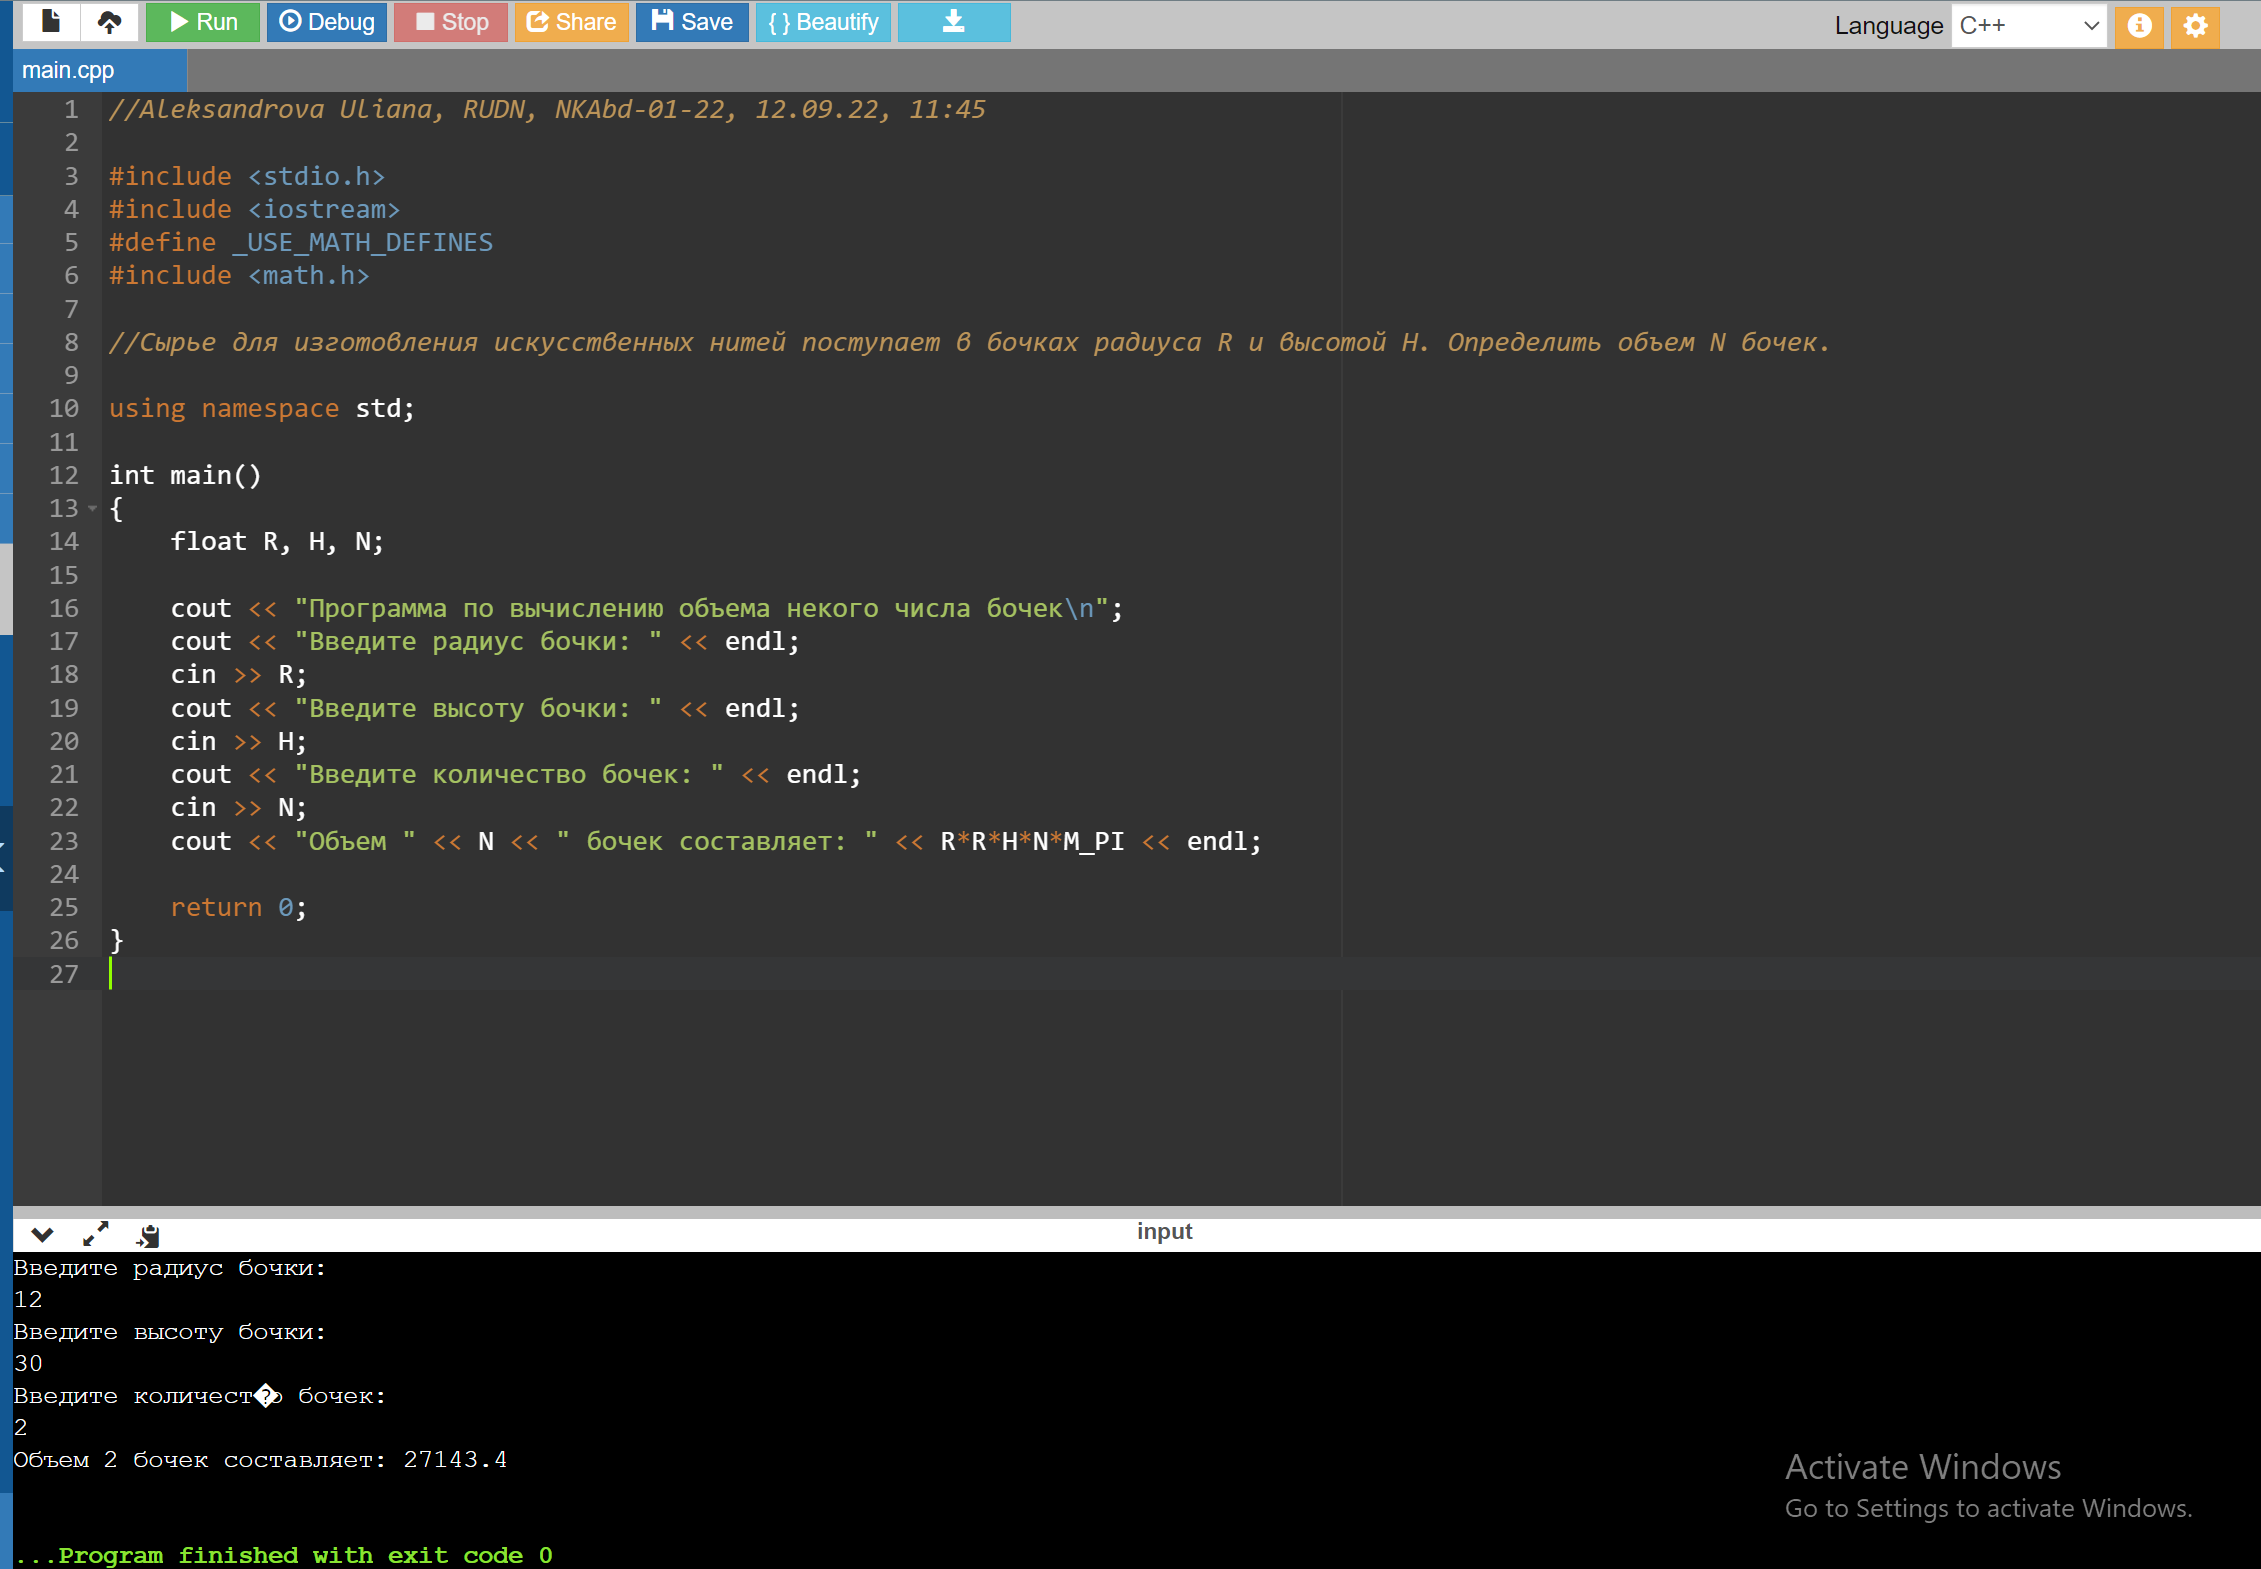 Run Debug Stop Share Save { } Beautify Language C++
main.cpp
1 //Aleksandrova Uliana, RUDN, NKAbd-01-22, 12.09.22, 11:45
2
3 #include <stdio.h>
4 #include <iostream>
5 #define _USE_MATH_DEFINES
6 #include <math.h>
7
8 //Сырье для изготовления искусственных нитей поступает в бочках радиуса R и высотой H. Определить объем N бочек.
9
10 using namespace std;
11
12 int main()
13 {
14     float R, H, N;
15
16     cout << "Программа по вычислению объема некого числа бочек\n";
17     cout << "Введите радиус бочки: " << endl;
18     cin >> R;
19     cout << "Введите высоту бочки: " << endl;
20     cin >> H;
21     cout << "Введите количество бочек: " << endl;
22     cin >> N;
23     cout << "Объем " << N << " бочек составляет: " << R*R*H*N*M_PI << endl;
24
25     return 0;
26 }
27
input
Введите радиус бочки:
12
Введите высоту бочки:
30
Введите количест�о бочек:
2
Объем 2 бочек составляет: 27143.4
Activate Windows
Go to Settings to activate Windows.
...Program finished with exit code 0